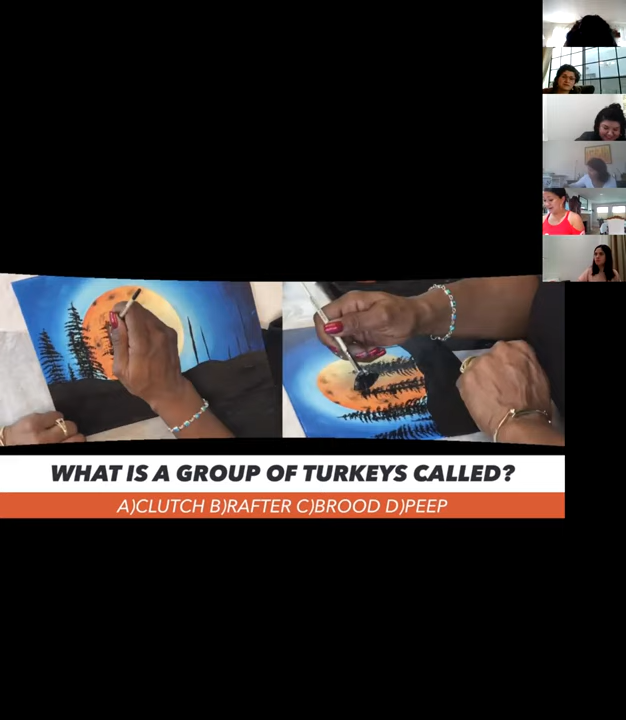 WHAT IS A GROUP OF TURKEYS CALLED?
A)CLUTCH B)RAFTER C)BROOD D)PEEP